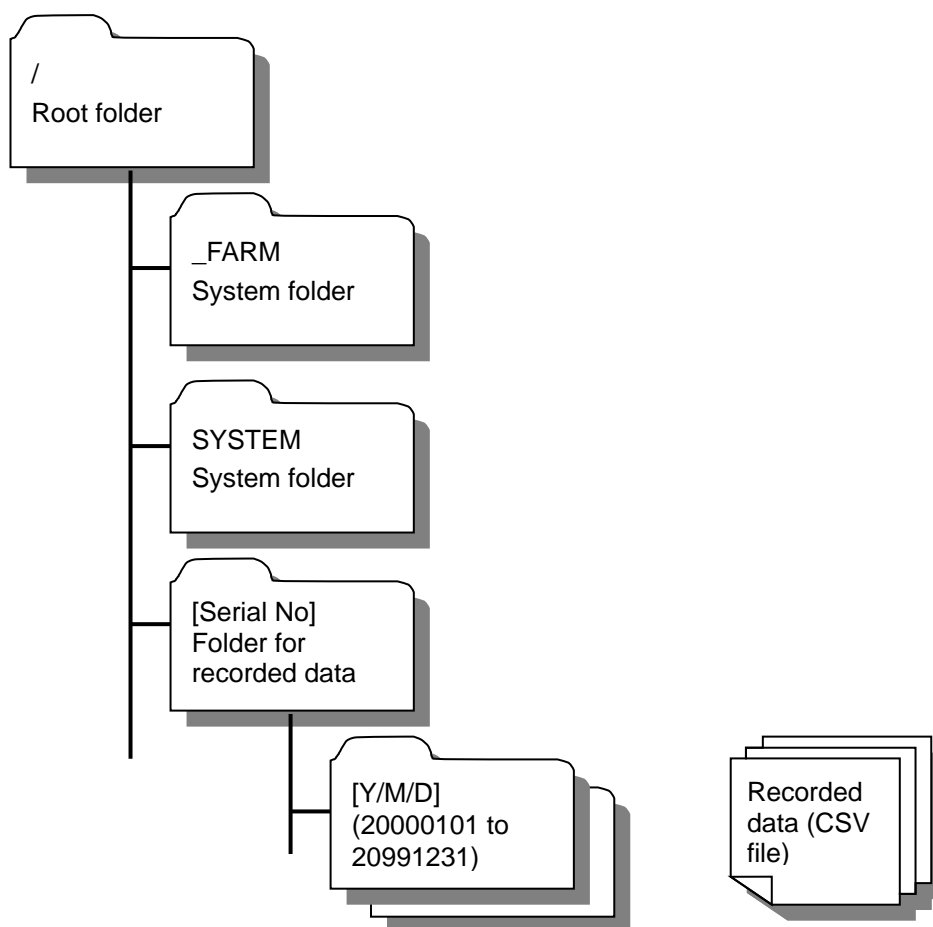 /
Root folder
_FARM
System folder
SYSTEM
System folder
[Serial No]
Folder for
recorded data
[Y/M/D]
(20000101 to
20991231)
Recorded
data (CSV
file)